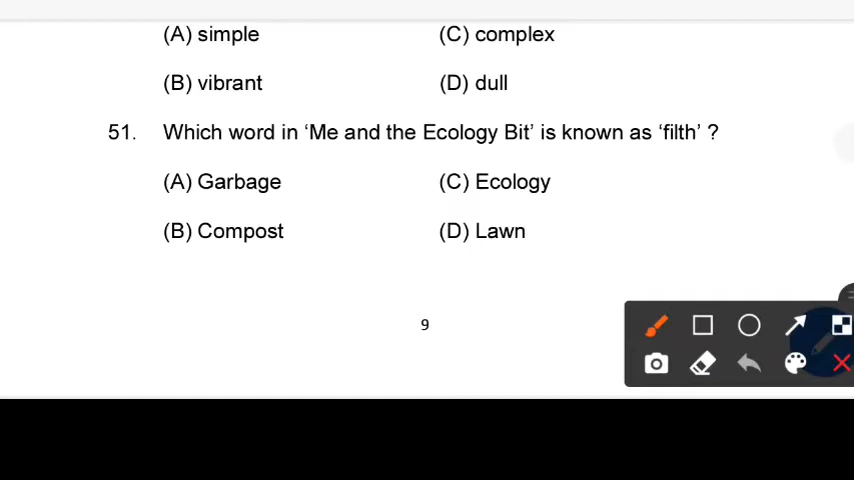 (A) simple (C) complex
(B) vibrant (D) dull
51. Which word in ‘Me and the Ecology Bit’ is known as ‘filth’ ?
(A) Garbage (C) Ecology
(B) Compost (D) Lawn
9